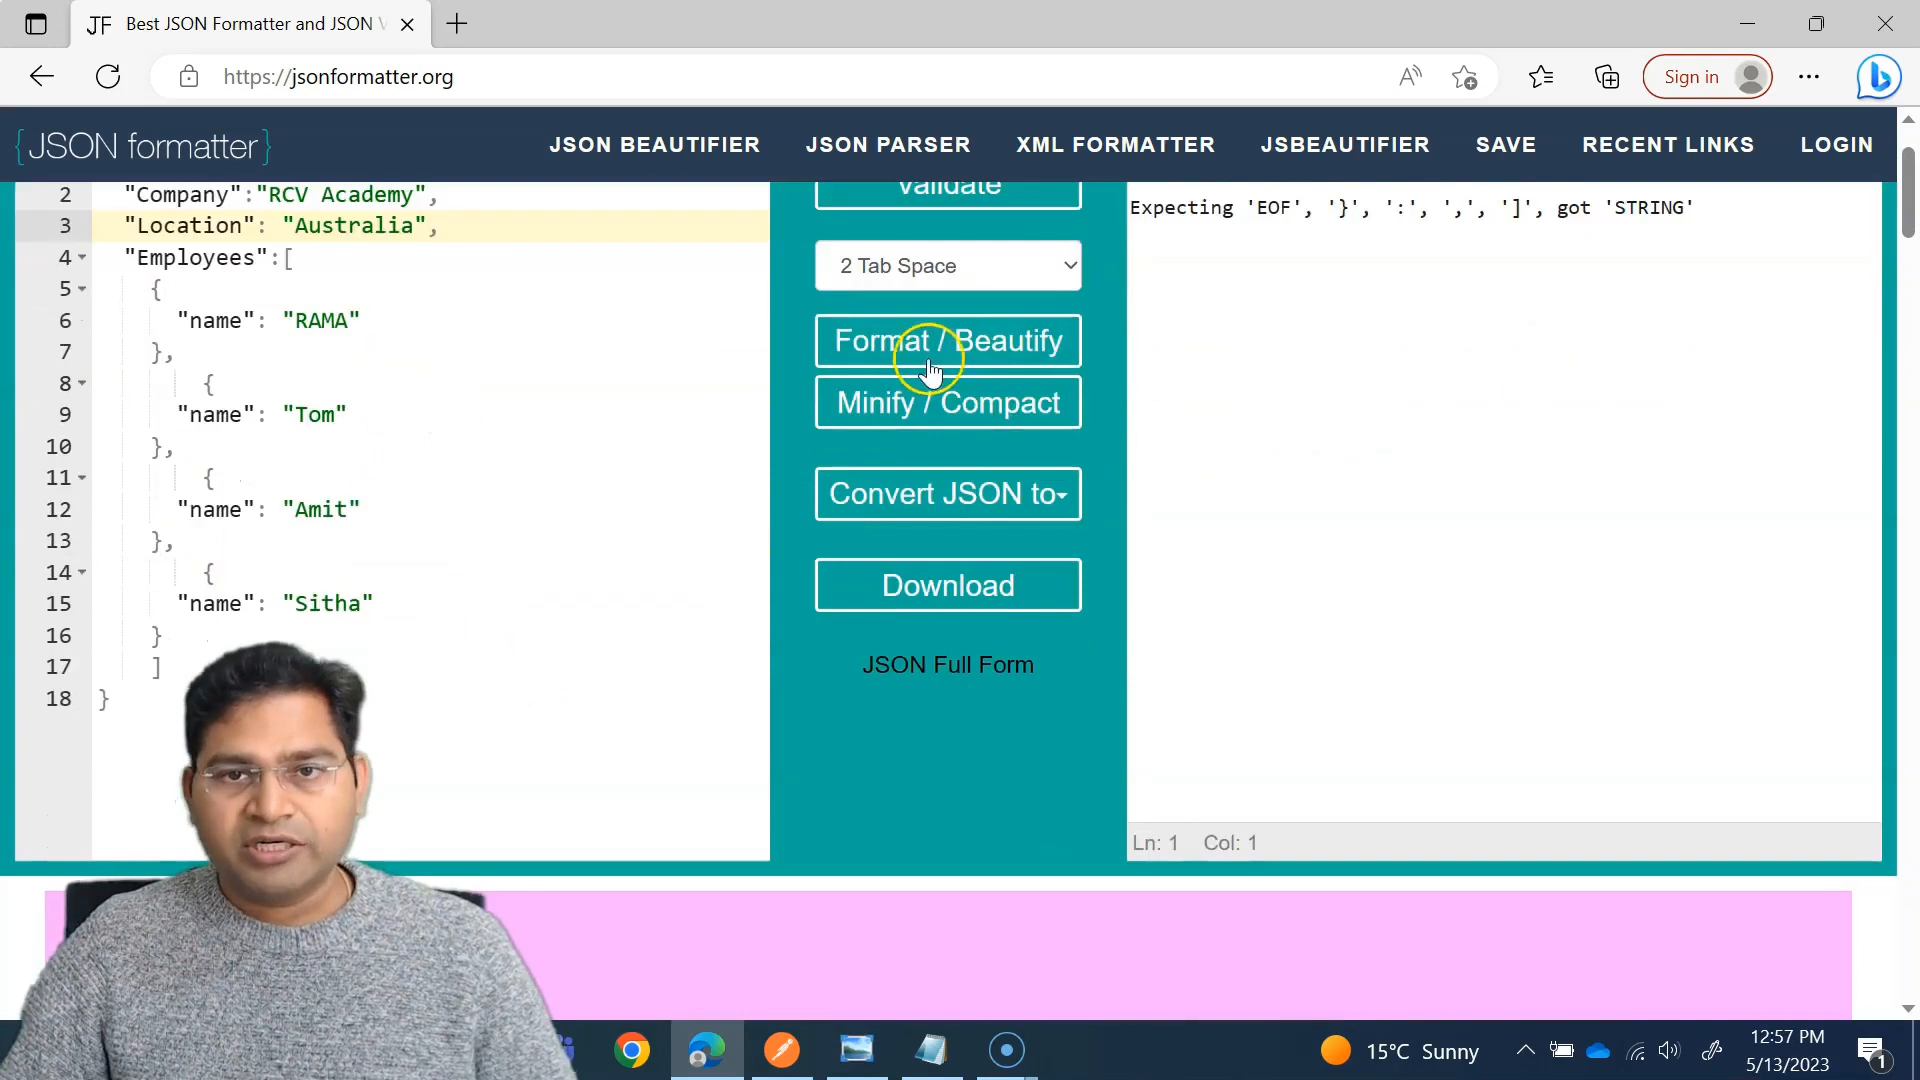 JF Best JSON Formatter and JSON V
https://jsonformatter.org
Sign in
{JSON formatter}
JSON BEAUTIFIER JSON PARSER XML FORMATTER JSBEAUTIFIER SAVE RECENT LINKS LOGIN
2 "Company":"RCV Academy",
3 "Location": "Australia",
4 "Employees":[
5 {
6 "name": "RAMA"
7 },
8 {
9 "name": "Tom"
10 },
11 {
12 "name": "Amit"
13 },
14 {
15 "name": "Sitha"
16 }
17 ]
18 }
Validate
2 Tab Space
Format / Beautify
Minify / Compact
Convert JSON to
Download
JSON Full Form
Expecting 'EOF', '}', ':', ',', ']', got 'STRING'
Ln: 1 Col: 1
15°C Sunny
12:57 PM
5/13/2023
1